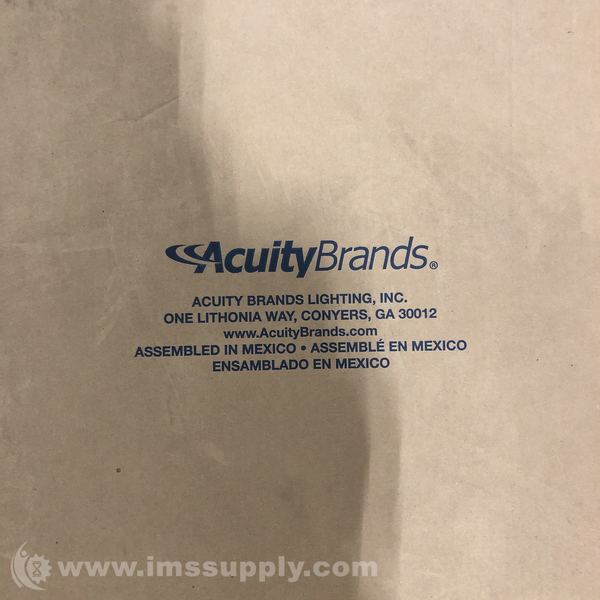 AcuityBrands®
ACUITY BRANDS LIGHTING, INC.
ONE LITHONIA WAY, CONYERS, GA 30012
www.AcuityBrands.com
ASSEMBLED IN MEXICO • ASSEMBLÉ EN MEXICO
ENSAMBLADO EN MEXICO
www.imssupply.com